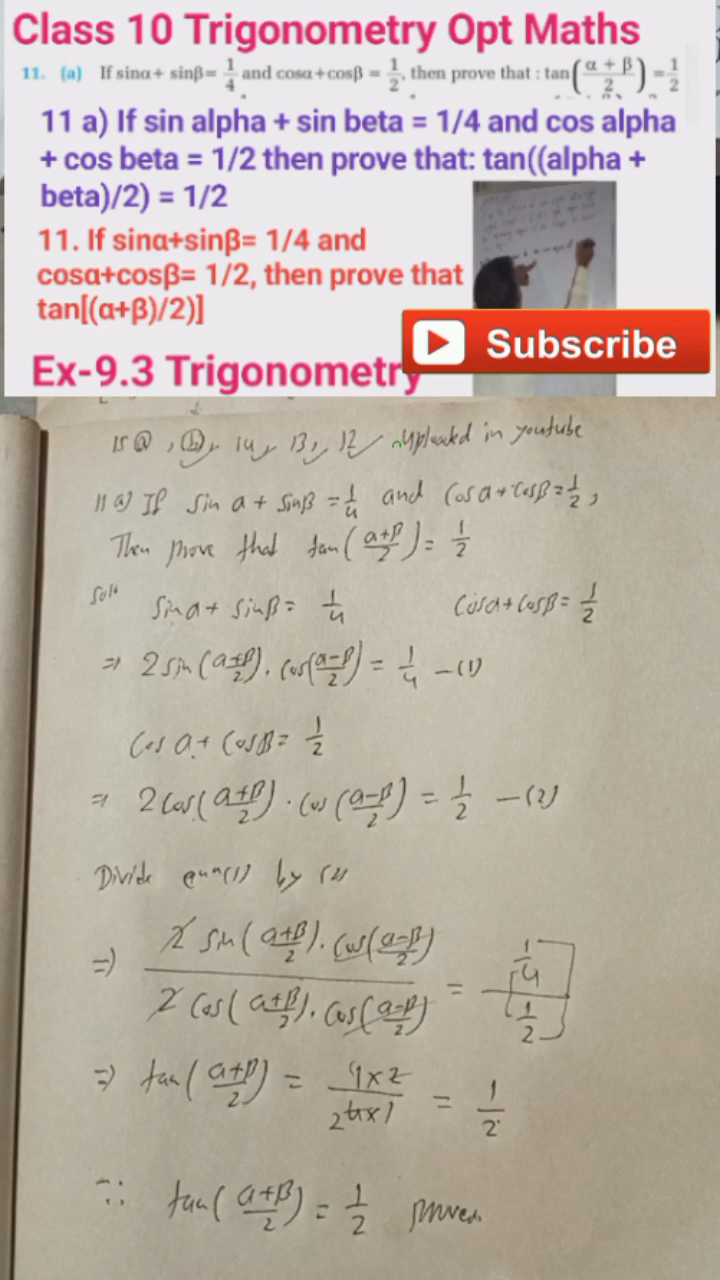 Class 10 Trigonometry Opt Maths
11. (a) If sinα+ sinβ= 1/4 and cosα+cosβ = 1/2, then prove that : tan((α + β)/2) = 1/2
11 a) If sin alpha + sin beta = 1/4 and cos alpha
+ cos beta = 1/2 then prove that: tan((alpha +
beta)/2) = 1/2
11. If sinα+sinβ= 1/4 and
cosα+cosβ= 1/2, then prove that
tan[(α+β)/2)]
Subscribe
Ex-9.3 Trigonometry
15 ⓐ, ⓑ, 14, 13, 12 uploaded in youtube
11 ⓐ If sin α + sinβ = 1/4 and Cosα+cosβ=1/2,
Then prove that tan((α+β)/2) = 1/2
Soln sinα+ sinβ= 1/4 Cosα+cosβ= 1/2
⇒ 2sin((α+β)/2). cos((α-β)/2) = 1/4 -(1)
Cos α+ Cosβ= 1/2
⇒ 2cos((α+β)/2) . cos((α-β)/2) = 1/2 -(2)
Divide eqn(1) by (2)
⇒ (2 sin((α+β)/2). cos((α-β)/2))/(2 cos((α+β)/2). cos((α-β)/2)) = (1/4)/(1/2)
⇒ tan((α+β)/2) = (1×2)/(4×1) = 1/2
∵ tan((α+β)/2) = 1/2 proved.